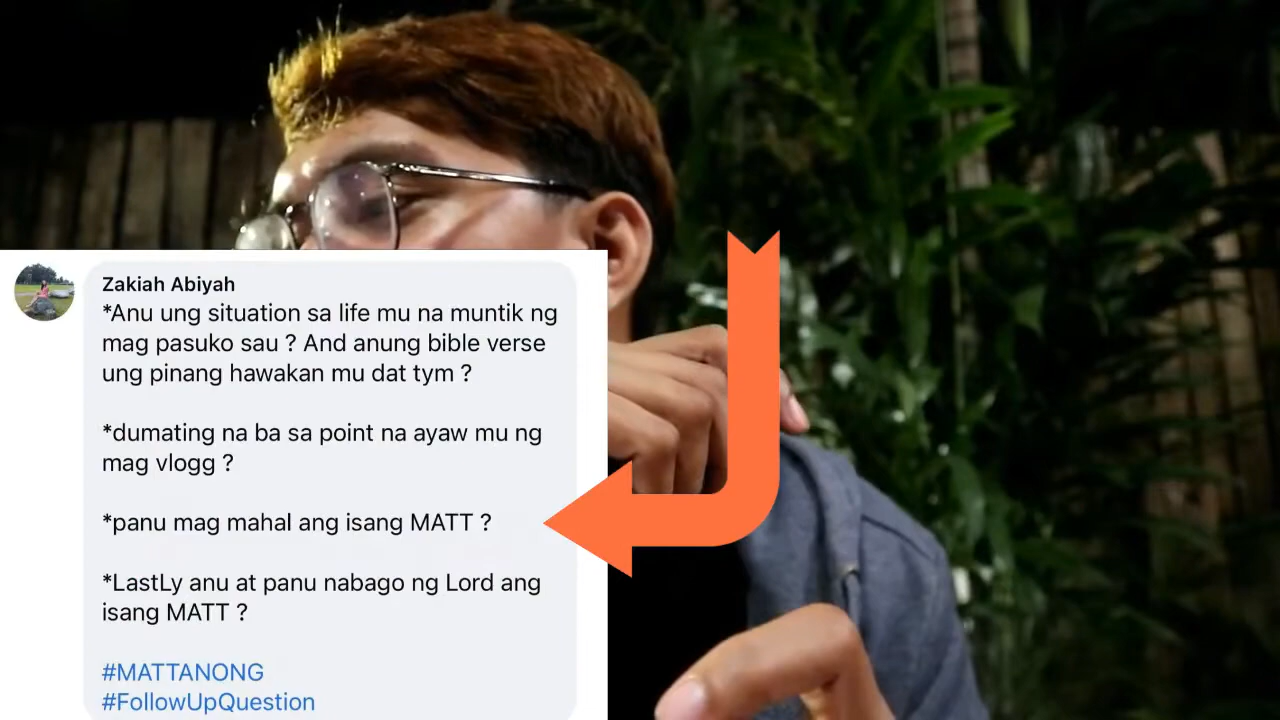 Zakiah Abiyah
*Anu ung situation sa life mu na muntik ng
mag pasuko sau ? And anung bible verse
ung pinang hawakan mu dat tym ?
*dumating na ba sa point na ayaw mu ng
mag vlogg ?
*panu mag mahal ang isang MATT ?
*LastLy anu at panu nabago ng Lord ang
isang MATT ?
#MATTANONG
#FollowUpQuestion